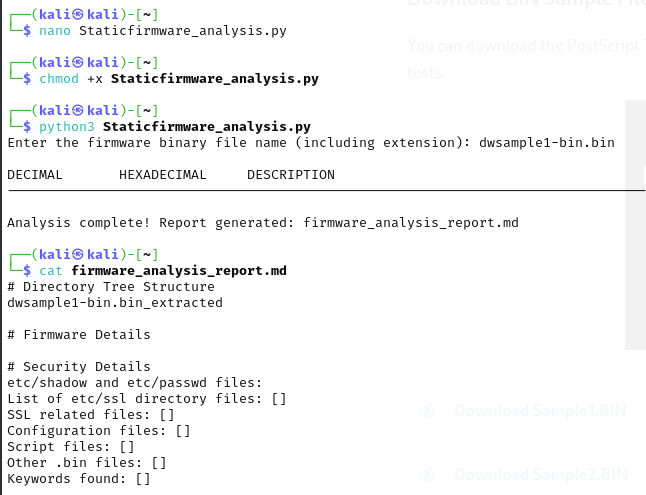 ┌──(kali㉿kali)-[~]
└─$ nano Staticfirmware_analysis.py
┌──(kali㉿kali)-[~]
└─$ chmod +x Staticfirmware_analysis.py
┌──(kali㉿kali)-[~]
└─$ python3 Staticfirmware_analysis.py
Enter the firmware binary file name (including extension): dwsample1-bin.bin
DECIMAL HEXADECIMAL DESCRIPTION
Analysis complete! Report generated: firmware_analysis_report.md
┌──(kali㉿kali)-[~]
└─$ cat firmware_analysis_report.md
# Directory Tree Structure
dwsample1-bin.bin_extracted
# Firmware Details
# Security Details
etc/shadow and etc/passwd files:
List of etc/ssl directory files: []
SSL related files: []
Configuration files: []
Script files: []
Other .bin files: []
Keywords found: []
Download BIN Sample
You can download the PostScript
tests.
Download Sample1.BIN
Download Sample2.BIN